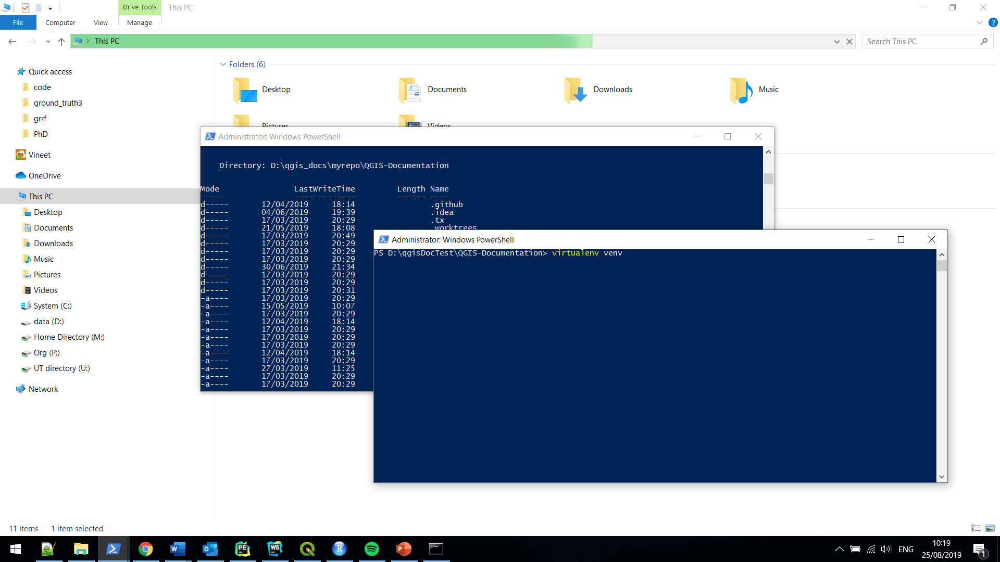 Drive Tools
This PC
File
Computer
View
Manage
This PC
Search This PC
Quick access
code
ground_truth3
grrf
PhD
Vineet
OneDrive
This PC
Desktop
Documents
Downloads
Music
Pictures
Videos
System (C:)
data (D:)
Home Directory (M:)
Org (P:)
UT directory (U:)
Network
Folders (6)
Desktop
Documents
Downloads
Music
Pictures
Videos
Administrator: Windows PowerShell
Directory: D:\qgis_docs\myrepo\QGIS-Documentation
Mode LastWriteTime Length Name
---- ------------- ------ ----
d----- 12/04/2019 18:14 .github
d----- 04/06/2019 19:39 .idea
d----- 17/03/2019 20:29 .tx
d----- 21/05/2019 18:08 worktrees
d----- 17/03/2019 20:49
d----- 17/03/2019 20:29
d----- 17/03/2019 20:29
d----- 17/03/2019 20:29
d----- 30/06/2019 21:34
d----- 17/03/2019 20:29
d----- 17/03/2019 20:29
d----- 17/03/2019 20:31
-a---- 17/03/2019 20:29
-a---- 15/05/2019 10:07
-a---- 17/03/2019 20:29
-a---- 12/04/2019 18:14
-a---- 17/03/2019 20:29
-a---- 17/03/2019 20:29
-a---- 17/03/2019 20:29
-a---- 12/04/2019 18:14
-a---- 17/03/2019 20:29
-a---- 27/03/2019 11:25
-a---- 17/03/2019 20:29
-a---- 17/03/2019 20:29
Administrator: Windows PowerShell
PS D:\qgisDocTest\QGIS-Documentation> virtualenv venv
11 items 1 item selected
ENG
10:19
25/08/2019
1